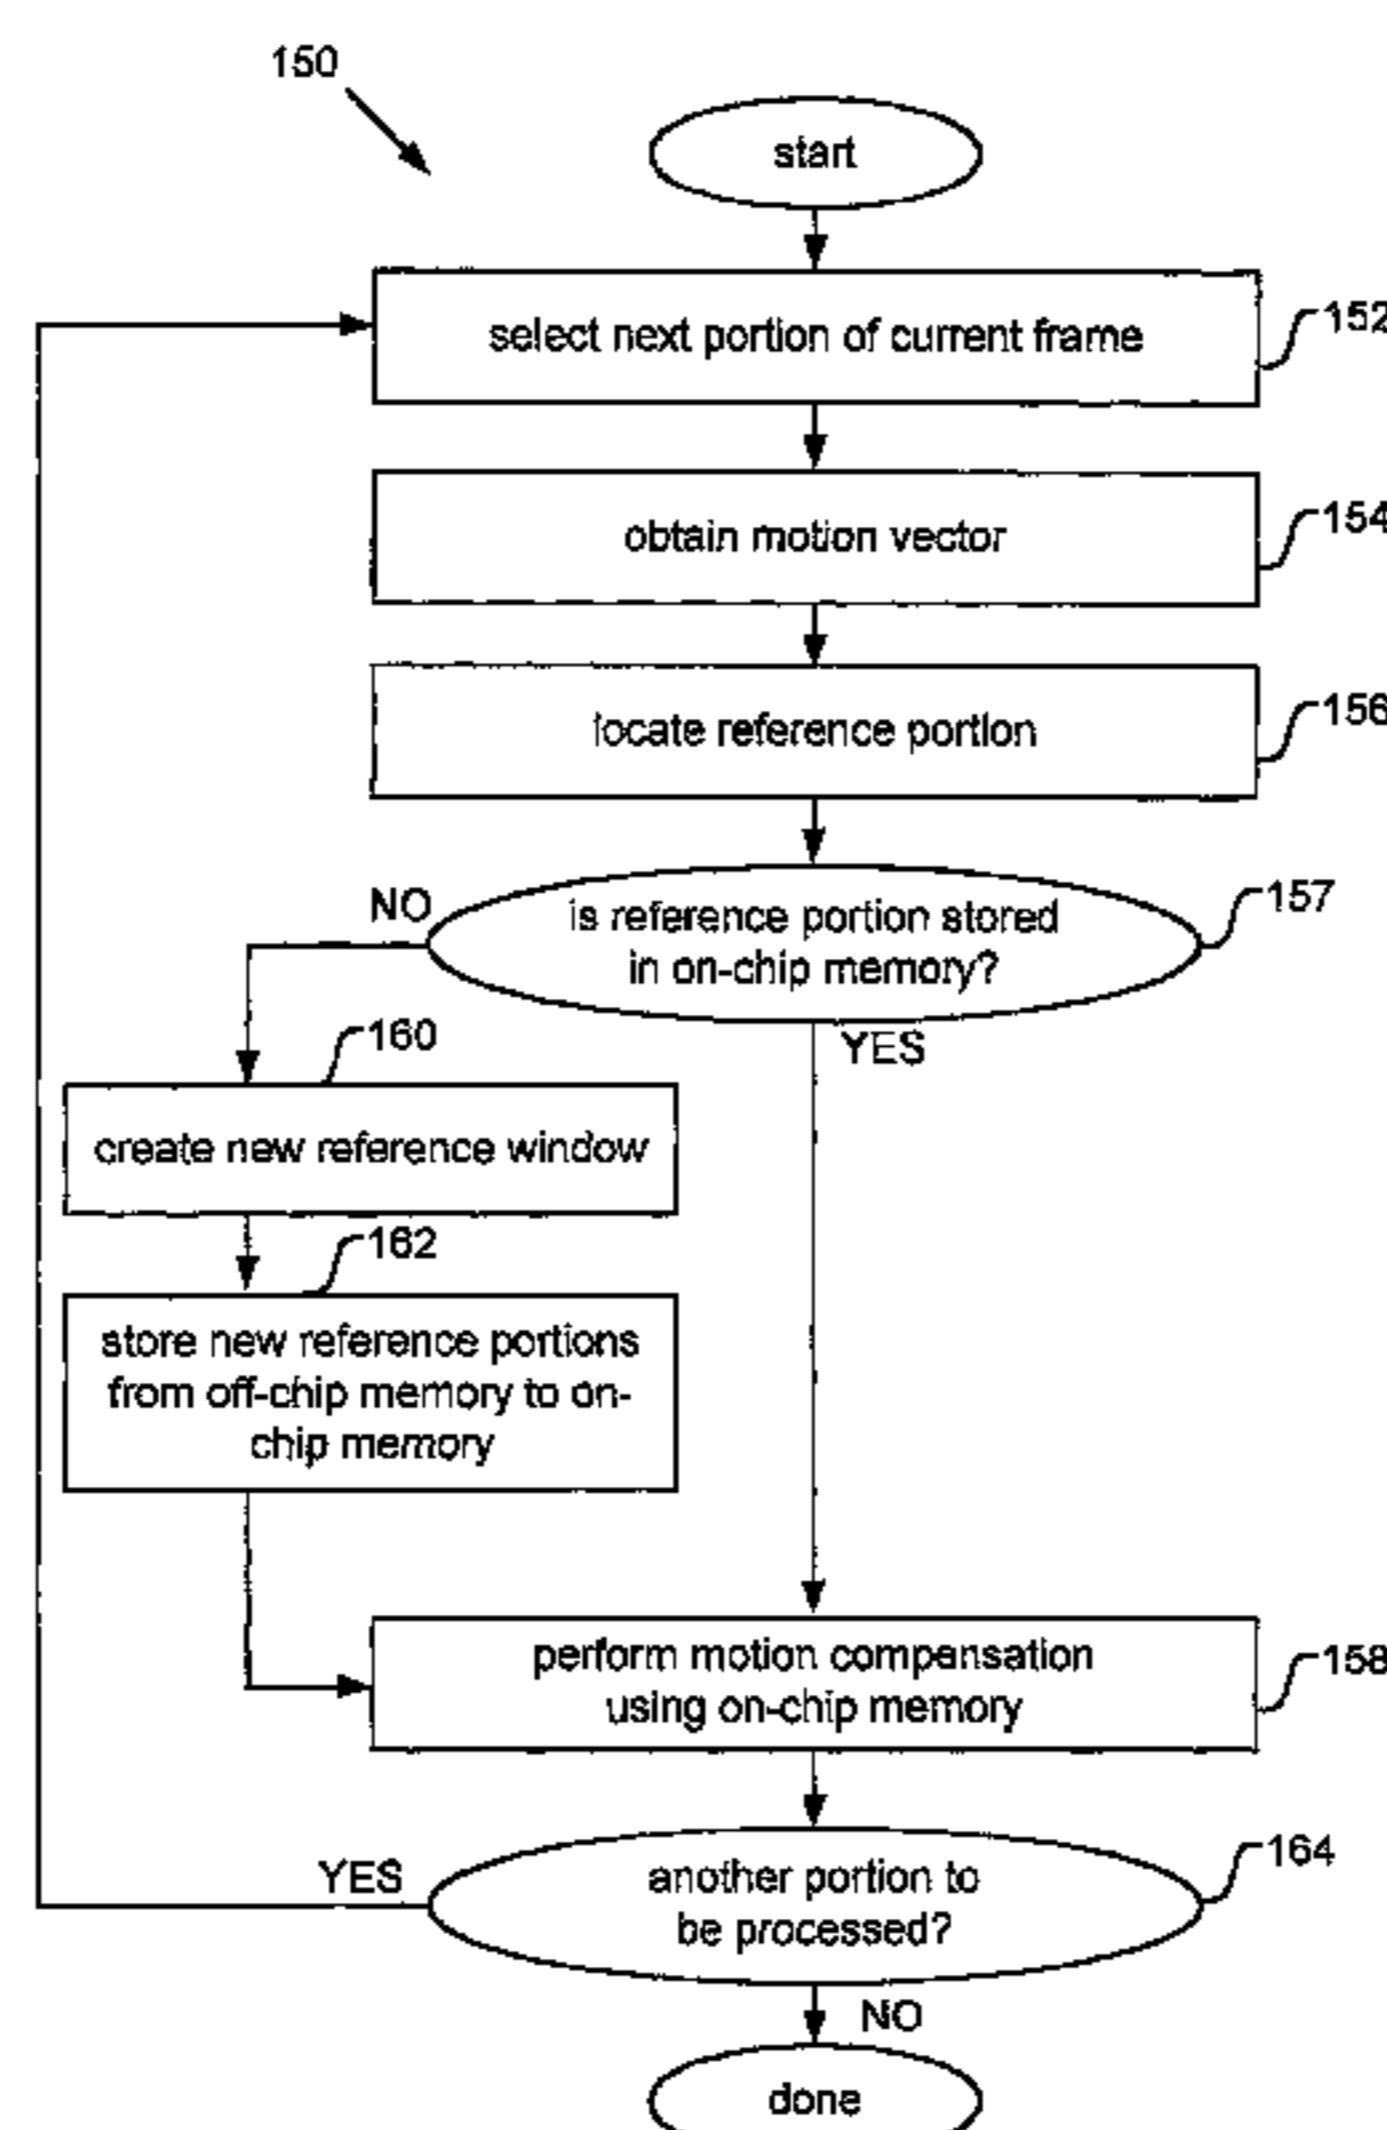 150
start
select next portion of current frame
152
obtain motion vector
154
locate reference portion
156
NO
is reference portion stored
in on-chip memory?
157
YES
160
create new reference window
162
store new reference portions
from off-chip memory to on-
chip memory
perform motion compensation
using on-chip memory
158
YES
another portion to
be processed?
164
NO
done